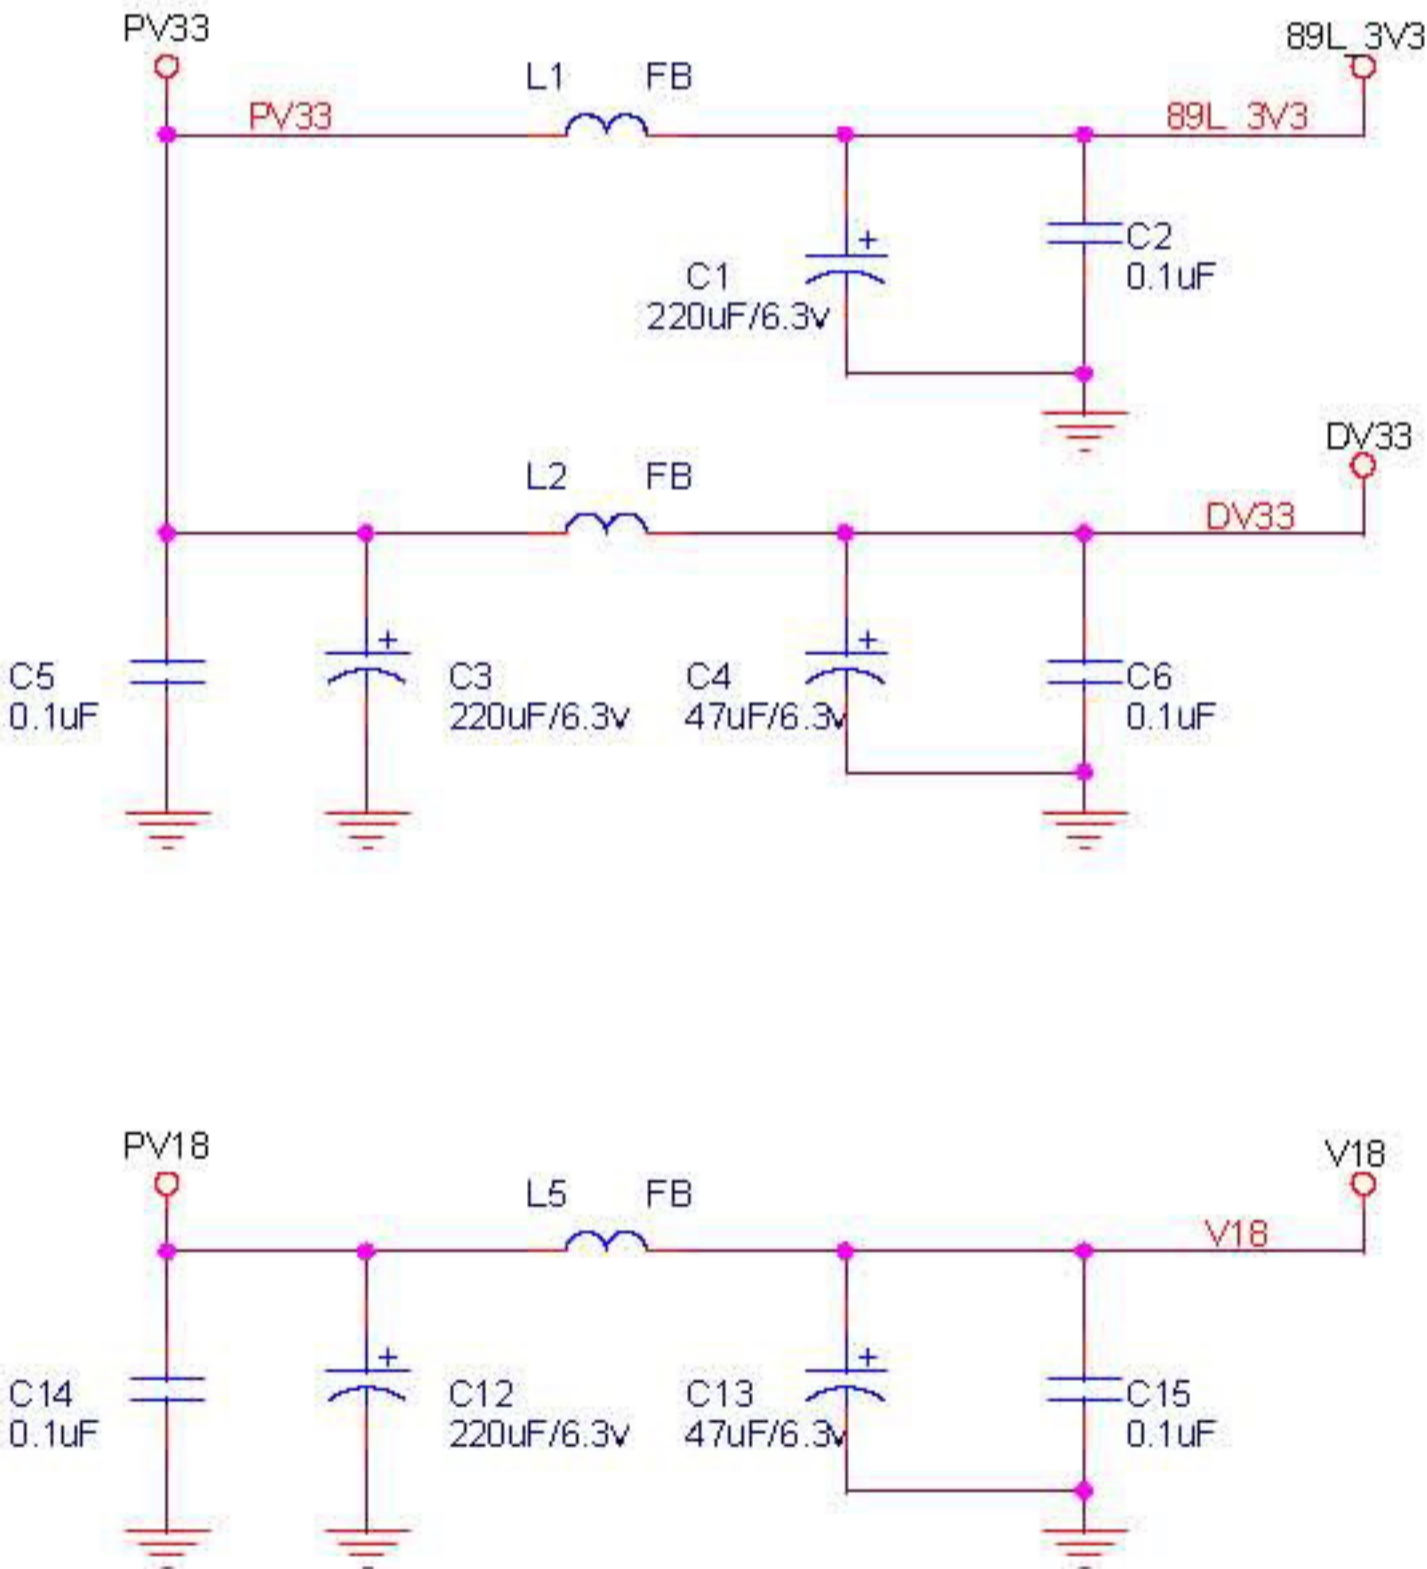 PV33
89L_3V3
L1 FB
PV33
89L_3V3
C1
220uF/6.3v
+
C2
0.1uF
DV33
L2 FB
DV33
C5
0.1uF
+
C3
220uF/6.3v
C4
47uF/6.3v
+
C6
0.1uF
PV18
V18
L5 FB
V18
C14
0.1uF
+
C12
220uF/6.3v
C13
47uF/6.3v
+
C15
0.1uF